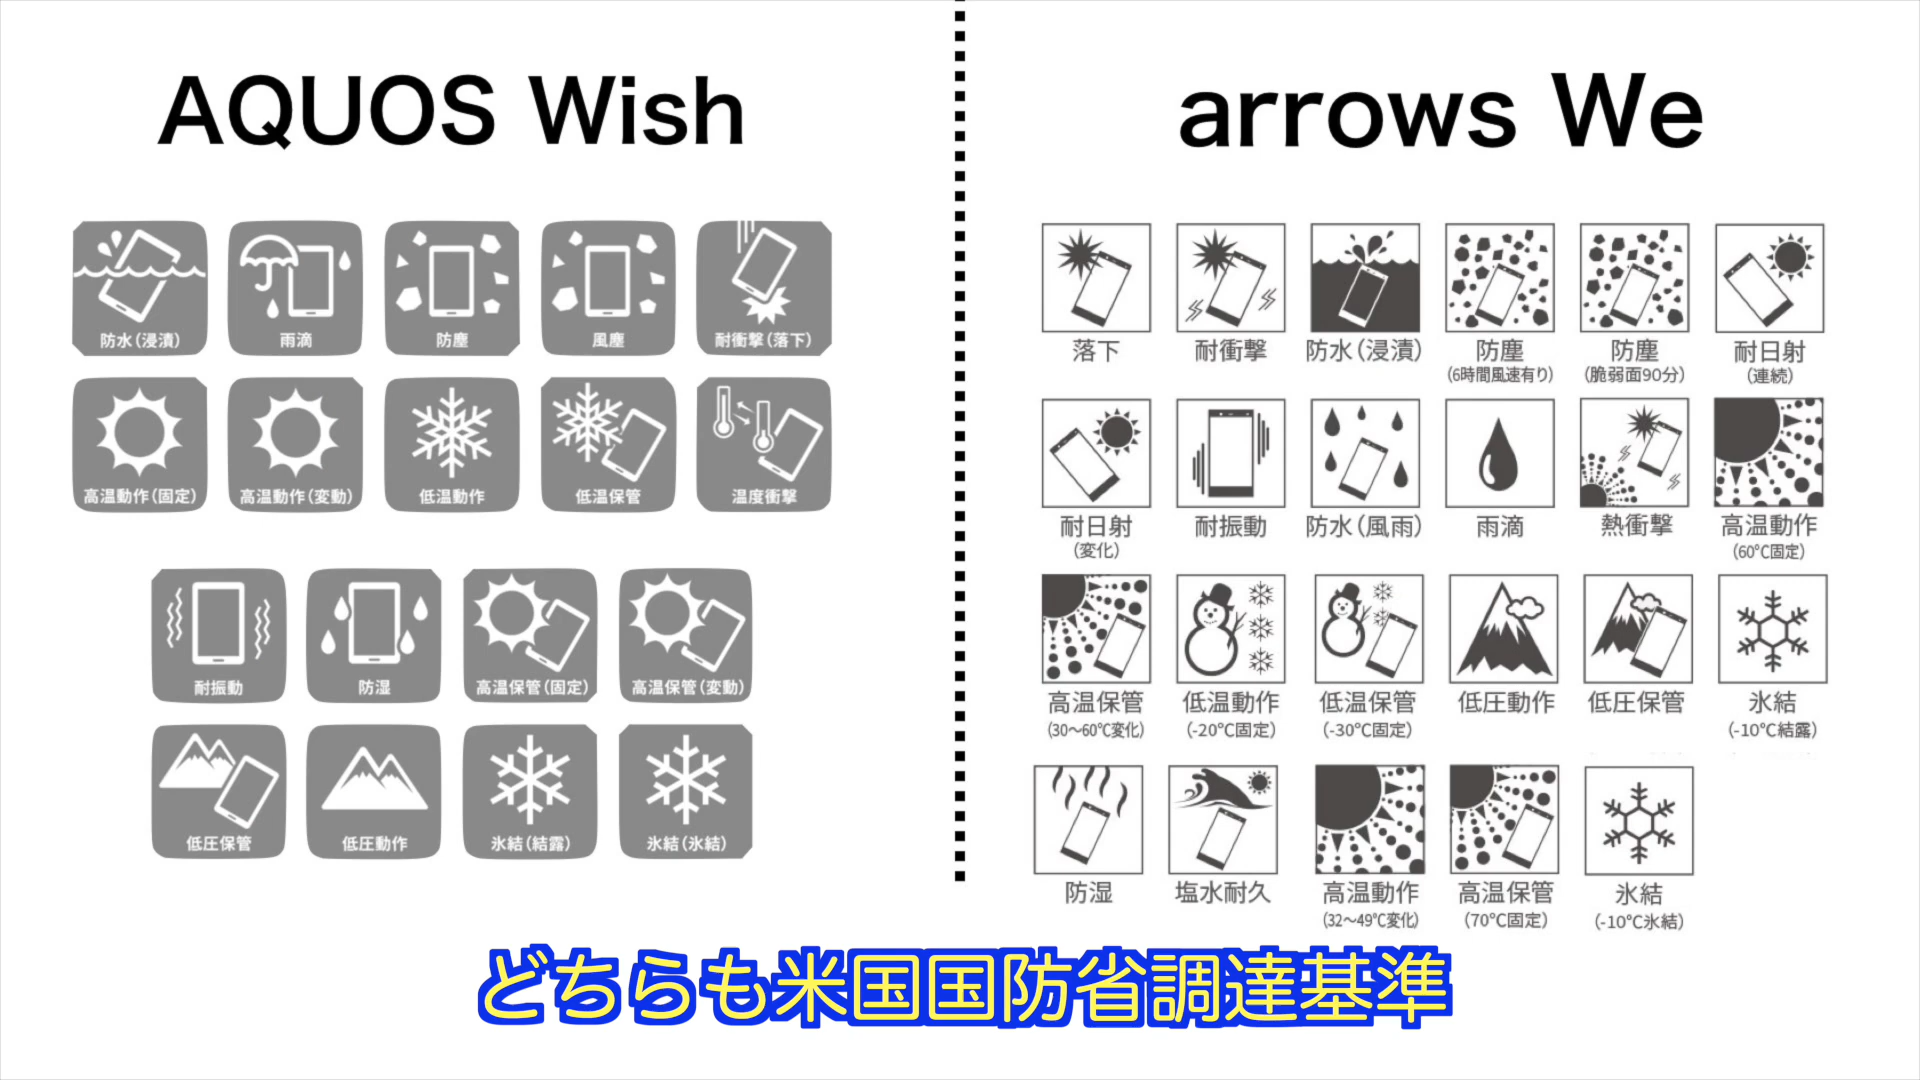 AQUOS Wish
防水(浸漬) 雨滴 防塵 風塵 耐衝撃(落下)
高温動作(固定) 高温動作(変動) 低温動作 低温保管 温度衝撃
耐振動 防湿 高温保管(固定) 高温保管(変動)
低圧保管 低圧動作 氷結(結露) 氷結(氷結)
arrows We
落下 耐衝撃 防水(浸漬) 防塵 防塵 耐日射
(6時間風速有り) (脆弱面90分) (連続)
耐日射 耐振動 防水(風雨) 雨滴 熱衝撃 高温動作
(変化) (60℃固定)
高温保管 低温動作 低温保管 低圧動作 低圧保管 氷結
(30~60℃変化) (-20℃固定) (-30℃固定) (-10℃結露)
防湿 塩水耐久 高温動作 高温保管 氷結
(32~49℃変化) (70℃固定) (-10℃氷結)
どちらも米国国防省調達基準